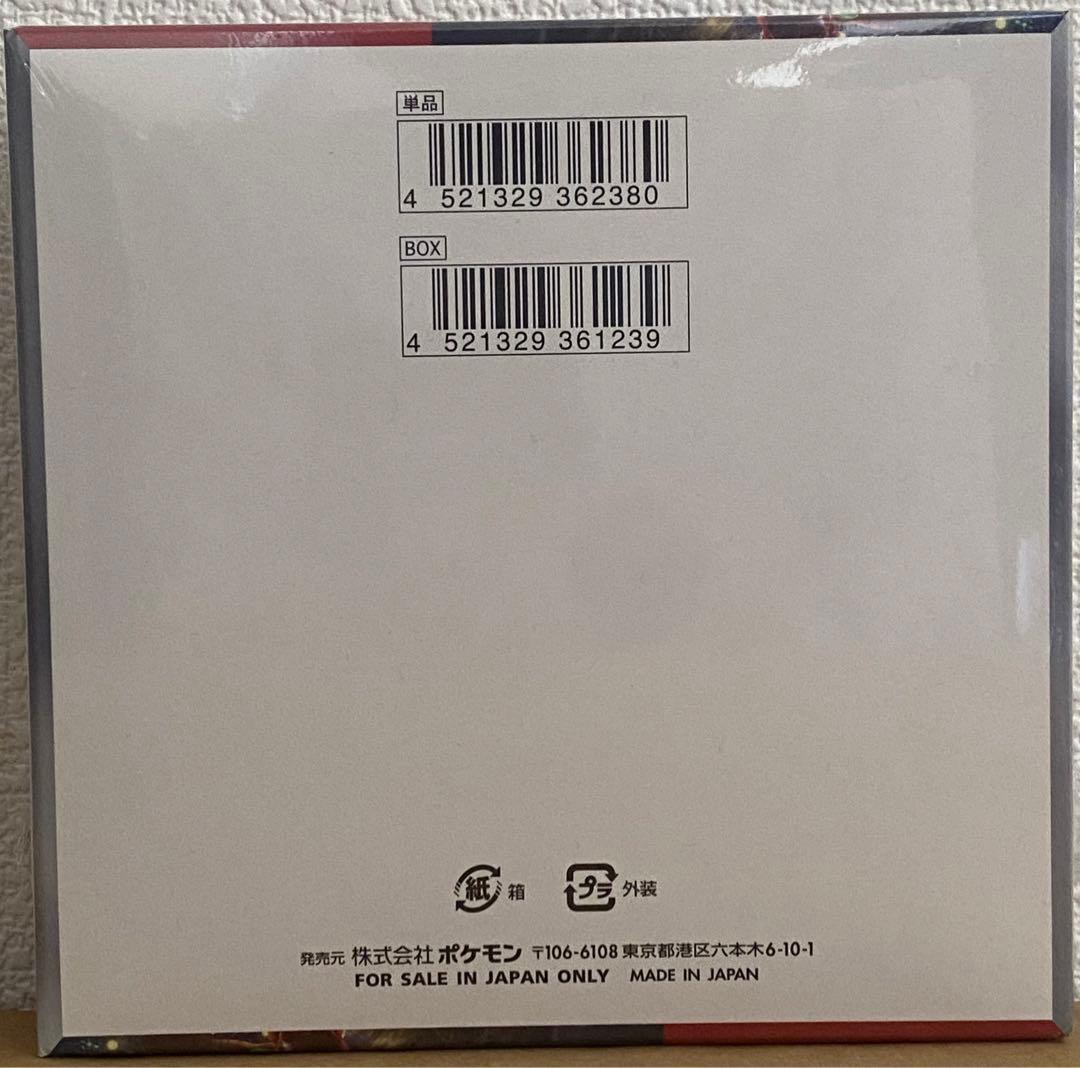 単品
4 521329 362380
BOX
4 521329 361239
紙 箱
プラ 外装
発売元 株式会社 ポケモン 〒106-6108 東京都港区六本木6-10-1
FOR SALE IN JAPAN ONLY MADE IN JAPAN